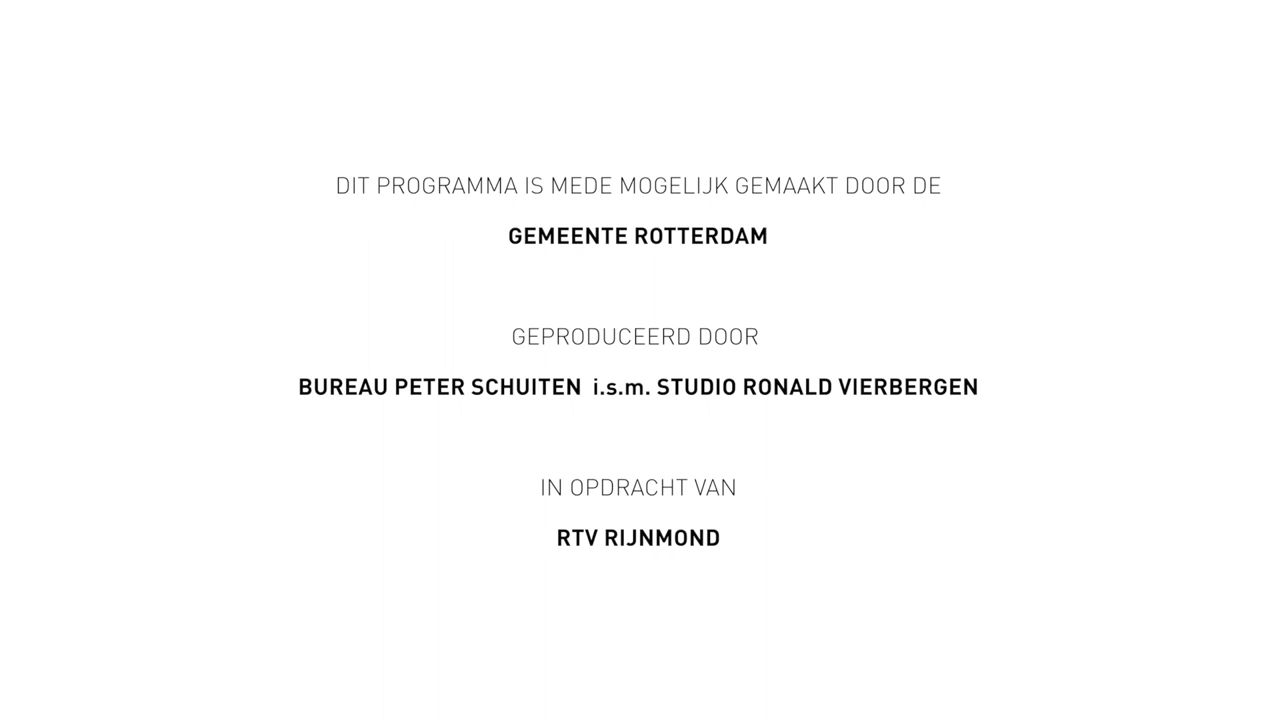 DIT PROGRAMMA IS MEDE MOGELIJK GEMAAKT DOOR DE
GEMEENTE ROTTERDAM
GEPRODUCEERD DOOR
BUREAU PETER SCHUITEN i.s.m. STUDIO RONALD VIERBERGEN
IN OPDRACHT VAN
RTV RIJNMOND